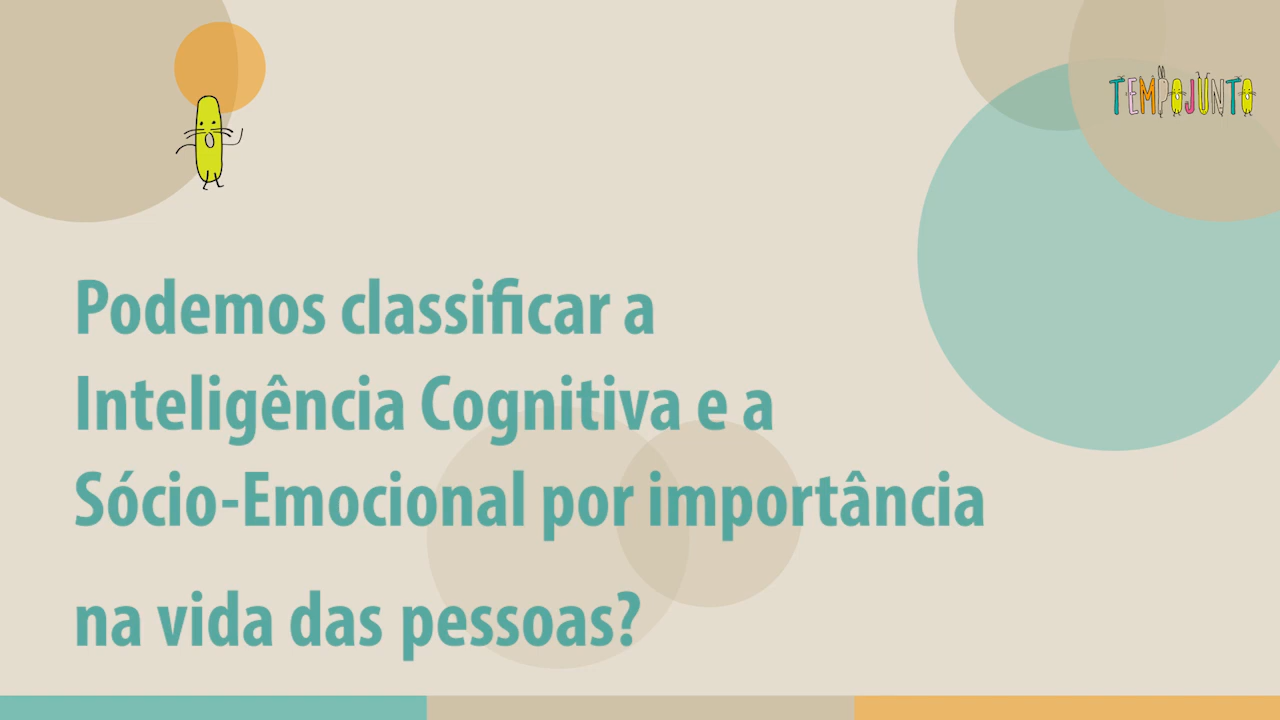 TEMPOJUNTO
Podemos classificar a
Inteligência Cognitiva e a
Sócio-Emocional por importância
na vida das pessoas?